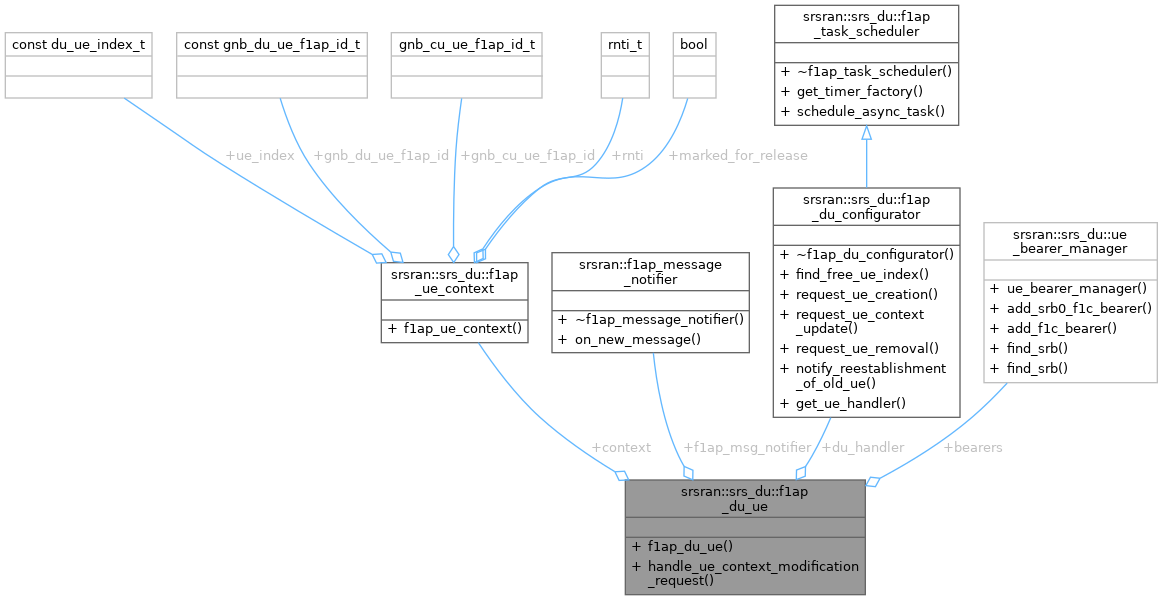 srsran::srs_du::f1ap
_task_scheduler
+ ~f1ap_task_scheduler()
+ get_timer_factory()
+ schedule_async_task()
const du_ue_index_t
const gnb_du_ue_f1ap_id_t
gnb_cu_ue_f1ap_id_t
rnti_t
bool
+ue_index
+gnb_du_ue_f1ap_id
+gnb_cu_ue_f1ap_id
+rnti
+marked_for_release
srsran::srs_du::f1ap
_ue_context
+ f1ap_ue_context()
srsran::f1ap_message
_notifier
+ ~f1ap_message_notifier()
+ on_new_message()
srsran::srs_du::f1ap
_du_configurator
+ ~f1ap_du_configurator()
+ find_free_ue_index()
+ request_ue_creation()
+ request_ue_context
_update()
+ request_ue_removal()
+ notify_reestablishment
_of_old_ue()
+ get_ue_handler()
srsran::srs_du::ue
_bearer_manager
+ ue_bearer_manager()
+ add_srb0_f1c_bearer()
+ add_f1c_bearer()
+ find_srb()
+ find_srb()
+context
+f1ap_msg_notifier
+du_handler
+bearers
srsran::srs_du::f1ap
_du_ue
+ f1ap_du_ue()
+ handle_ue_context_modification
_request()